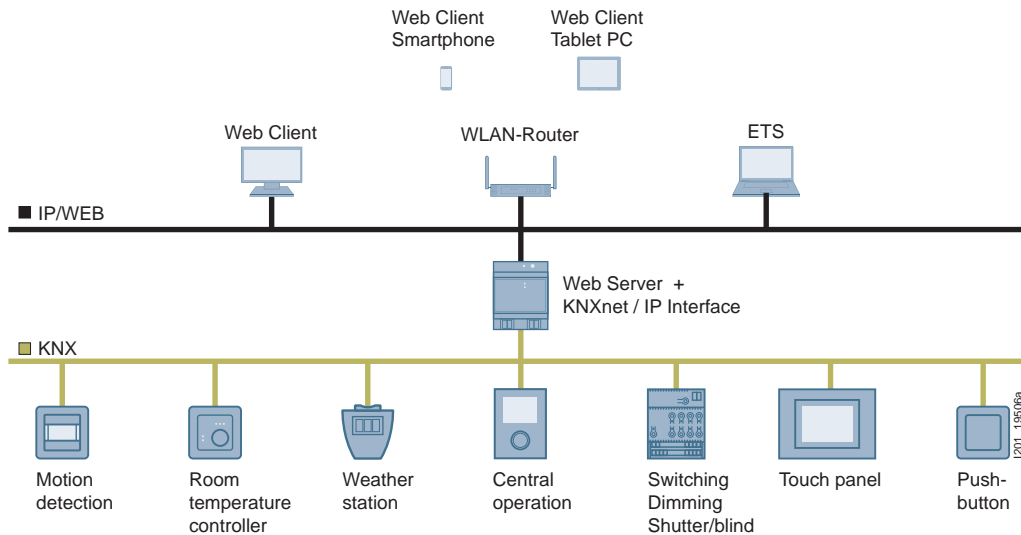 Web Client
Smartphone
Web Client
Tablet PC
Web Client
WLAN-Router
ETS
IP/WEB
Web Server +
KNXnet / IP Interface
KNX
Motion
detection
Room
temperature
controller
Weather
station
Central
operation
Switching
Dimming
Shutter/blind
Touch panel
Push-
button
I201_19506a